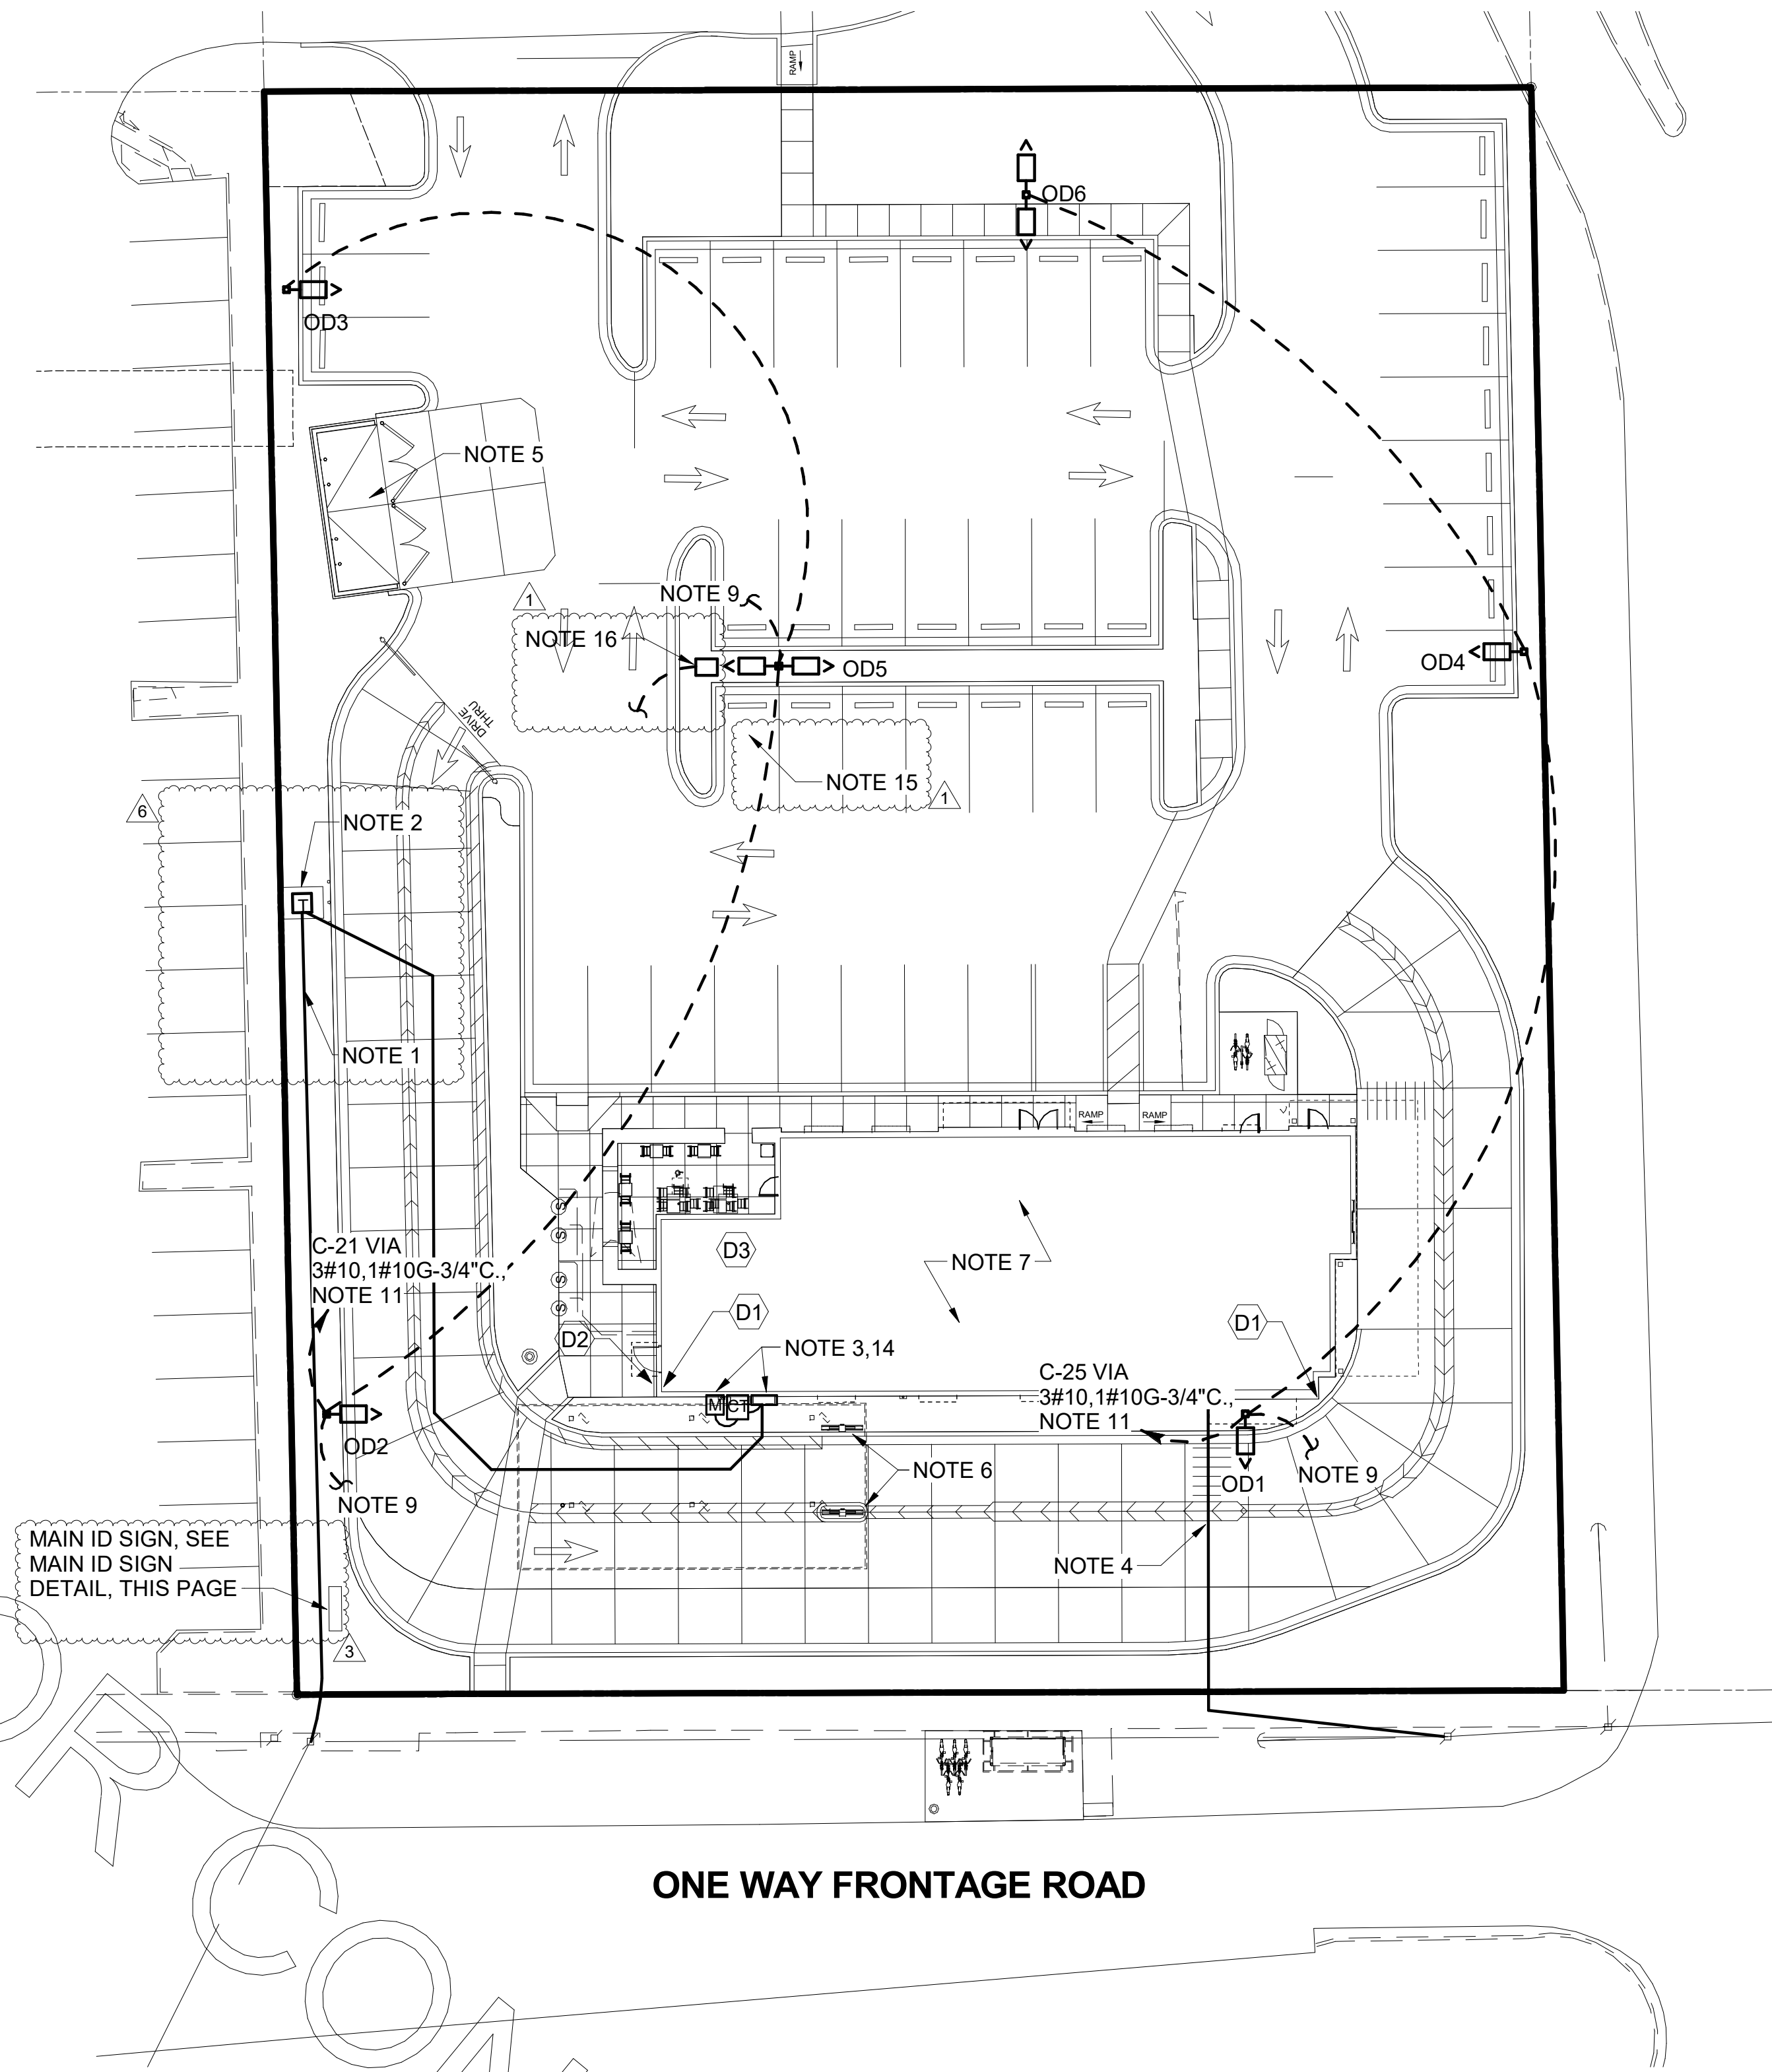 RAMP
OD6
OD3
NOTE 5
NOTE 9
1
NOTE 16
OD5
OD4
DRIVE
THRU
NOTE 15
1
6
NOTE 2
T
NOTE 1
RAMP
RAMP
S
S
S
S
C-21 VIA
3#10,1#10G-3/4"C.,
NOTE 11
D3
NOTE 7
D1
D1
D2
NOTE 3,14
M
CT
C-25 VIA
3#10,1#10G-3/4"C.,
NOTE 11
OD2
NOTE 6
OD1
NOTE 9
NOTE 9
MAIN ID SIGN, SEE
MAIN ID SIGN
DETAIL, THIS PAGE
NOTE 4
3
ONE WAY FRONTAGE ROAD